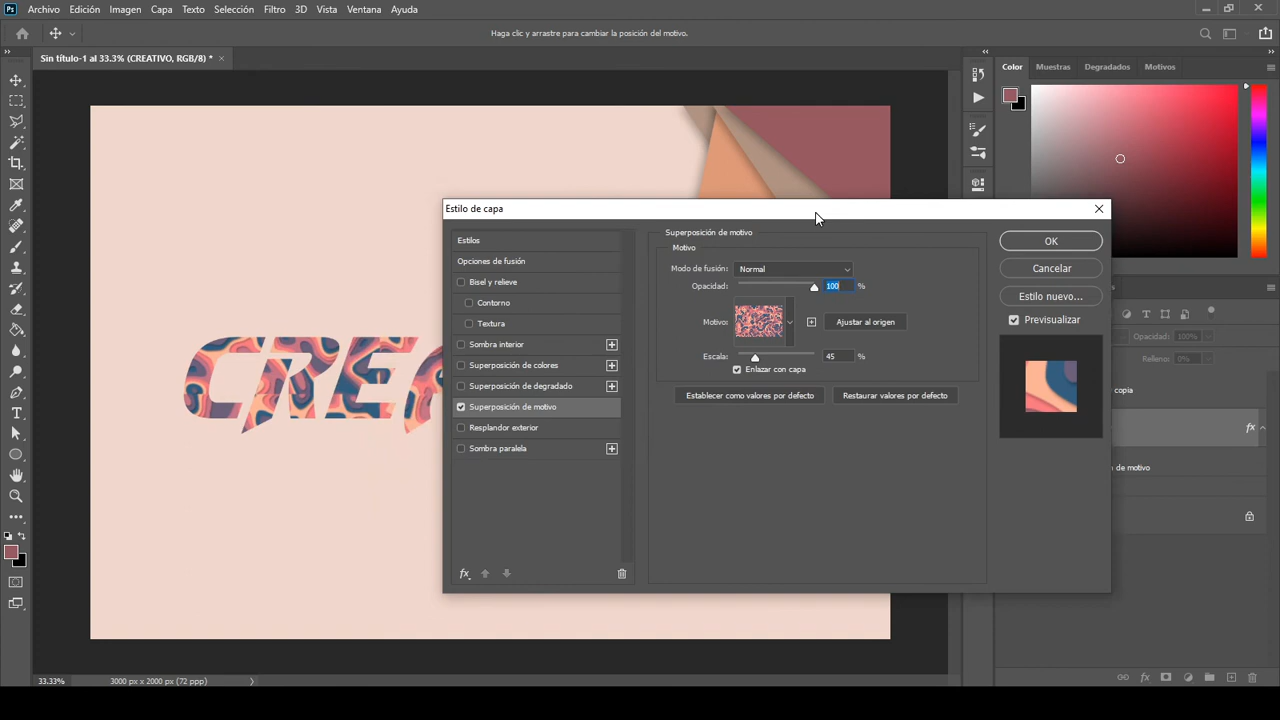 Ps Archivo Edición Imagen Capa Texto Selección Filtro 3D Vista Ventana Ayuda
Haga clic y arrastre para cambiar la posición del motivo.
Sin título-1 al 33.3% (CREATIVO, RGB/8) *
Color Muestras Degradados Motivos
Estilo de capa
Estilos
Opciones de fusión
Bisel y relieve
Contorno
Textura
Sombra interior
Superposición de colores
Superposición de degradado
Superposición de motivo
Resplandor exterior
Sombra paralela
fx
Superposición de motivo
Motivo
Modo de fusión: Normal
Opacidad: 100 %
Motivo: Ajustar al origen
Escala: 45 %
Enlazar con capa
Establecer como valores por defecto Restaurar valores por defecto
OK
Cancelar
Estilo nuevo...
Previsualizar
Opacidad: 100%
Relleno: 0%
copia
fx
de motivo
CREA
33.33% 3000 px x 2000 px (72 ppp)
fx